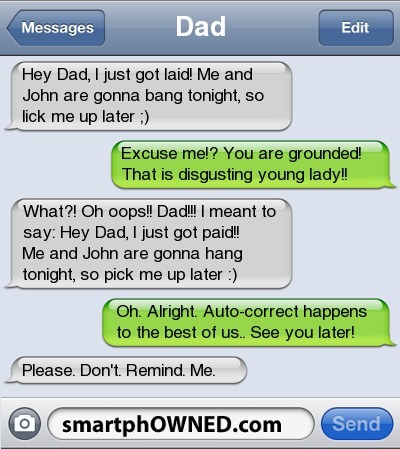 Messages
Dad
Edit
Hey Dad, I just got laid! Me and
John are gonna bang tonight, so
lick me up later ;)
Excuse me!? You are grounded!
That is disgusting young lady!!
What?! Oh oops!! Dad!!! I meant to
say: Hey Dad, I just got paid!!
Me and John are gonna hang
tonight, so pick me up later :)
Oh. Alright. Auto-correct happens
to the best of us.. See you later!
Please. Don't. Remind. Me.
smartphOWNED.com
Send